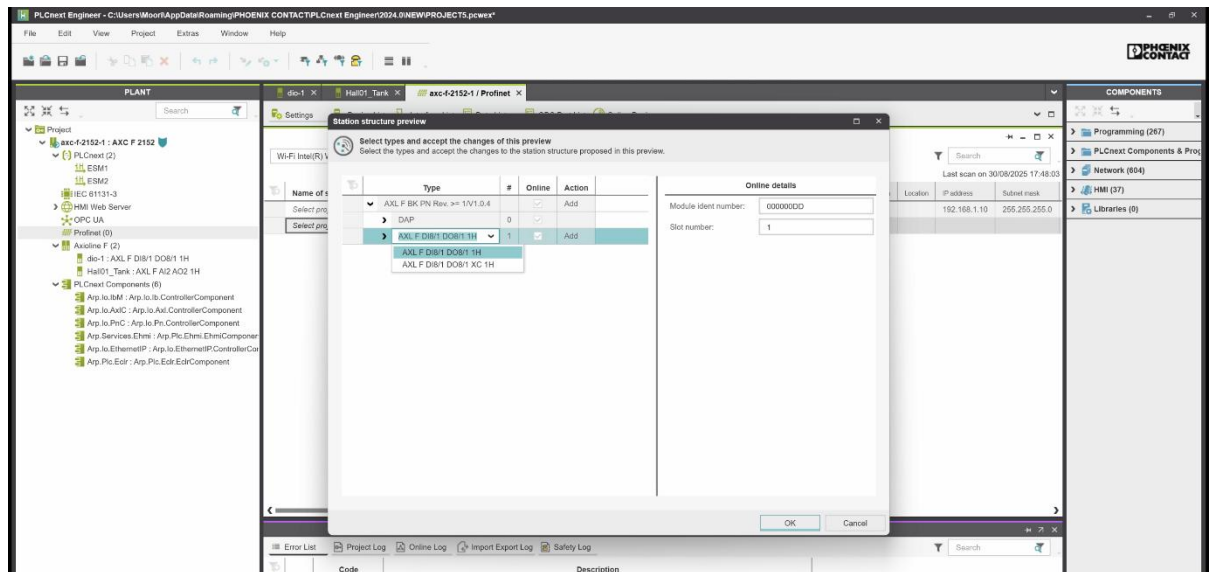 PLCnext Engineer - C:\Users\Moorl\AppData\Roaming\PHOENIX CONTACT\PLCnext Engineer\2024.0\NEW\PROJECT5.pcwex*
File Edit View Project Extras Window Help
PHŒNIX
CONTACT
PLANT
dio-1
Hall01_Tank
axc-f-2152-1 / Profinet
COMPONENTS
Search
Settings
Project
axc-f-2152-1 : AXC F 2152
PLCnext (2)
ESM1
ESM2
IEC 61131-3
HMI Web Server
OPC UA
Profinet (0)
Axioline F (2)
dio-1 : AXL F DI8/1 DO8/1 1H
Hall01_Tank : AXL F AI2 AO2 1H
PLCnext Components (6)
Arp.Io.IbM : Arp.Io.Ib.ControllerComponent
Arp.Io.AxlC : Arp.Io.Axl.ControllerComponent
Arp.Io.PnC : Arp.Io.Pn.ControllerComponent
Arp.Services.Ehmi : Arp.Plc.Ehmi.EhmiComponen
Arp.Io.EthernetIP : Arp.Io.EthernetIP.ControllerCo
Arp.Plc.Eclr : Arp.Plc.Eclr.EclrComponent
Wi-Fi Intel(R)
Name of s
Select pro
Select pro
Station structure preview
Select types and accept the changes of this preview
Select the types and accept the changes to the station structure proposed in this preview.
Type # Online Action
AXL F BK PN Rev. >= 1/V1.0.4 Add
DAP 0
AXL F DI8/1 DO8/1 1H 1 Add
AXL F DI8/1 DO8/1 1H
AXL F DI8/1 DO8/1 XC 1H
Online details
Module ident number: 000000DD
Slot number: 1
OK Cancel
Search
Last scan on 30/08/2025 17:48:03
Location IP address Subnet mask
192.168.1.10 255.255.255.0
Programming (267)
PLCnext Components & Prog
Network (604)
HMI (37)
Libraries (0)
Error List Project Log Online Log Import Export Log Safety Log
Search
Code Description